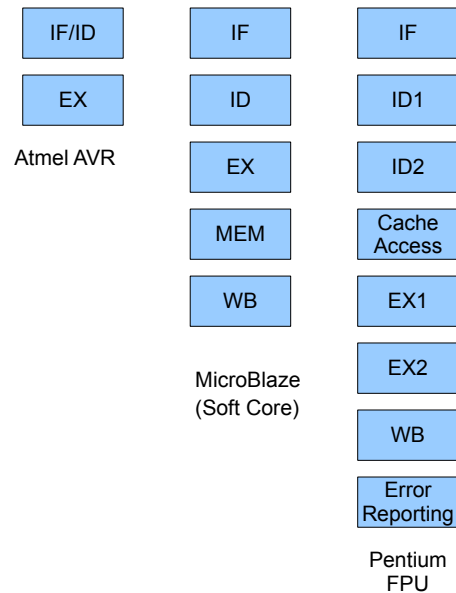 IF/ID
EX
Atmel AVR
IF
ID
EX
MEM
WB
MicroBlaze
(Soft Core)
IF
ID1
ID2
Cache
Access
EX1
EX2
WB
Error
Reporting
Pentium
FPU